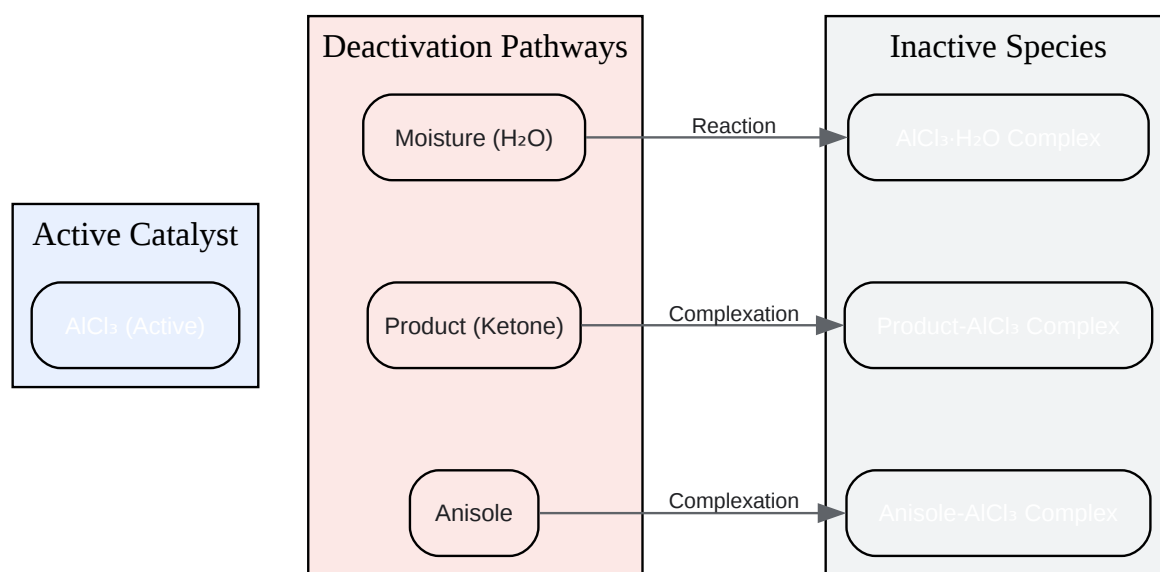 Deactivation Pathways
Inactive Species
Moisture (H₂O)
Reaction
AlCl₃-H₂O Complex
Active Catalyst
AlCl₃ (Active)
Product (Ketone)
Complexation
Product-AlCl₃ Complex
Anisole
Complexation
Anisole-AlCl₃ Complex